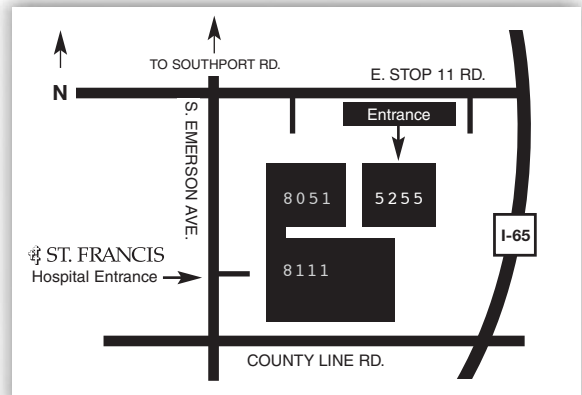 TO SOUTHPORT RD.
E. STOP 11 RD.
N
S. EMERSON AVE.
Entrance
8051
5255
I-65
ST. FRANCIS
Hospital Entrance
8111
COUNTY LINE RD.